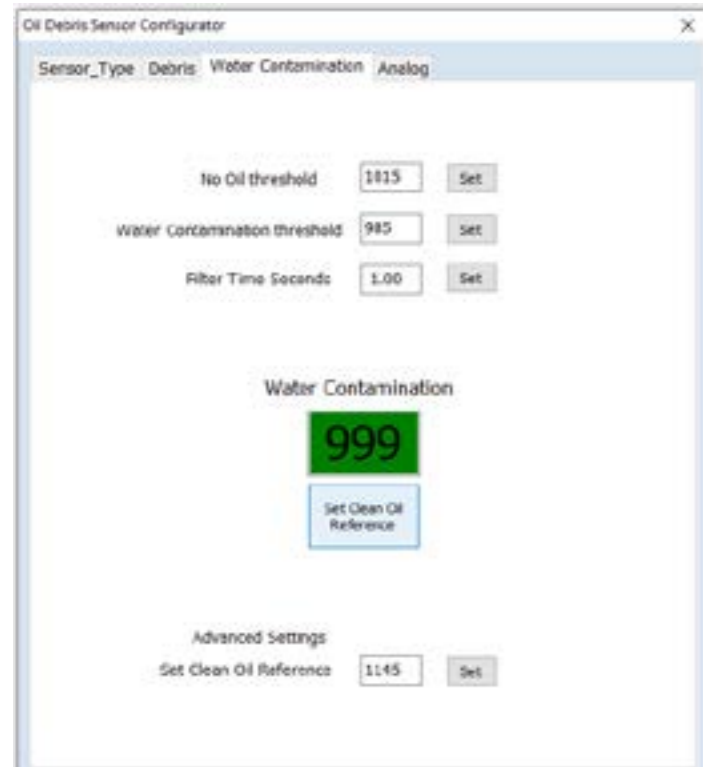 Oil Debris Sensor Configurator
Sensor_Type Debris Water Contamination Analog
No Oil threshold 1015 Set
Water Contamination threshold 985 Set
Filter Time Seconds 1.00 Set
Water Contamination
999
Set Clean Oil
Reference
Advanced Settings
Set Clean Oil Reference 1145 Set